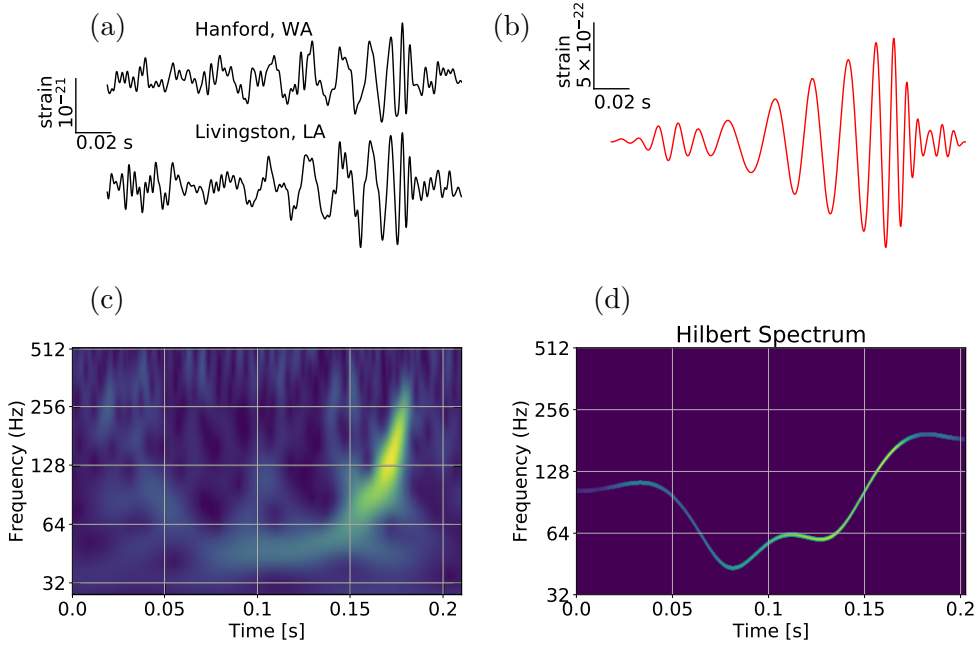 (a)
Hanford, WA
strain
10⁻²¹
0.02 s
Livingston, LA
(b)
strain
5 × 10⁻²²
0.02 s
(c)
Frequency (Hz)
512
256
128
64
32
0.0
0.05
0.1
0.15
0.2
Time [s]
(d)
Hilbert Spectrum
Frequency (Hz)
512
256
128
64
32
0.0
0.05
0.1
0.15
0.2
Time [s]